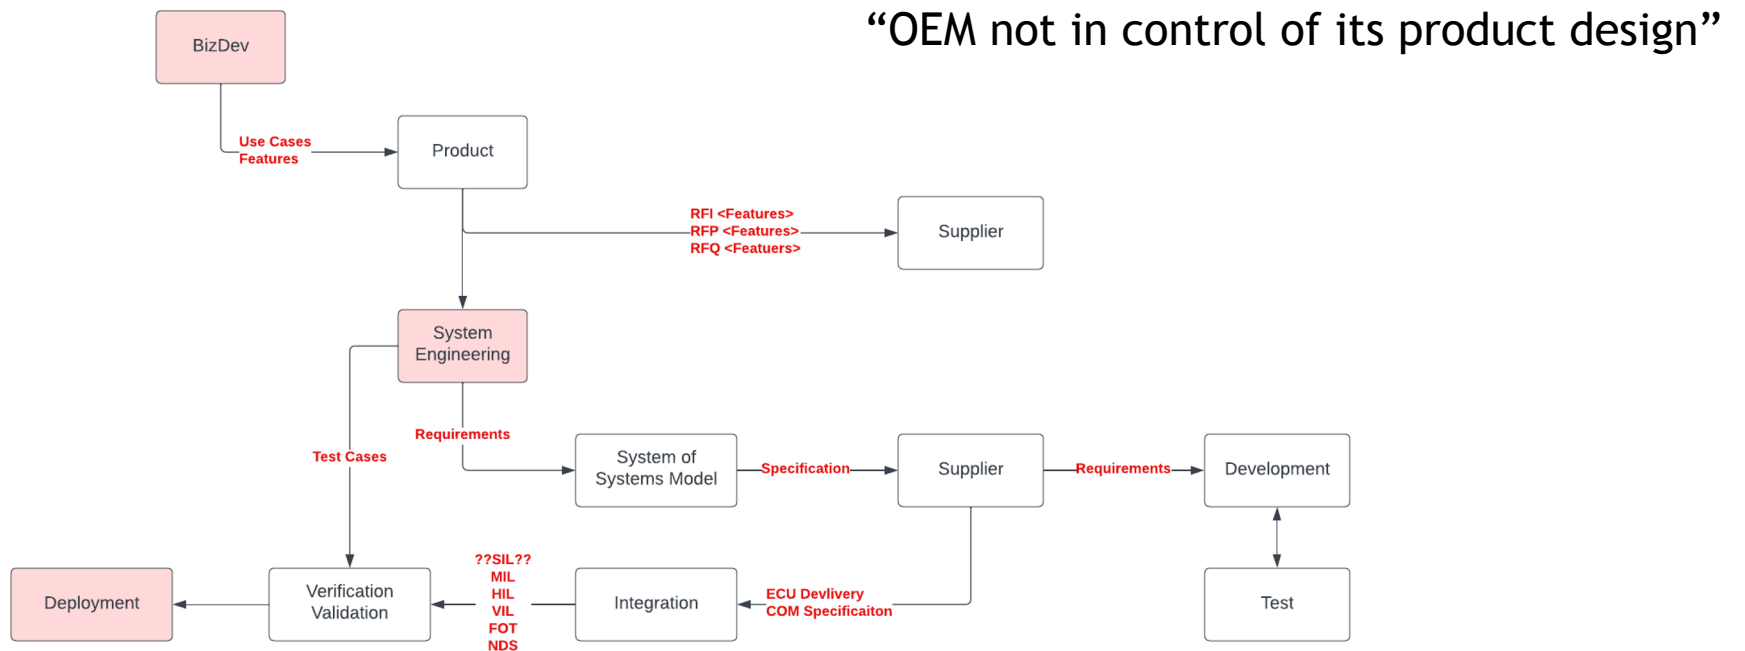 “OEM not in control of its product design”
BizDev
Use Cases
Features
Product
RFI <Features>
RFP <Features>
RFQ <Featuers>
Supplier
System
Engineering
Requirements
Test Cases
System of
Systems Model
Specification
Supplier
Requirements
Development
??SIL??
MIL
HIL
VIL
FOT
NDS
Deployment
Verification
Validation
Integration
ECU Devlivery
COM Specificaiton
Test